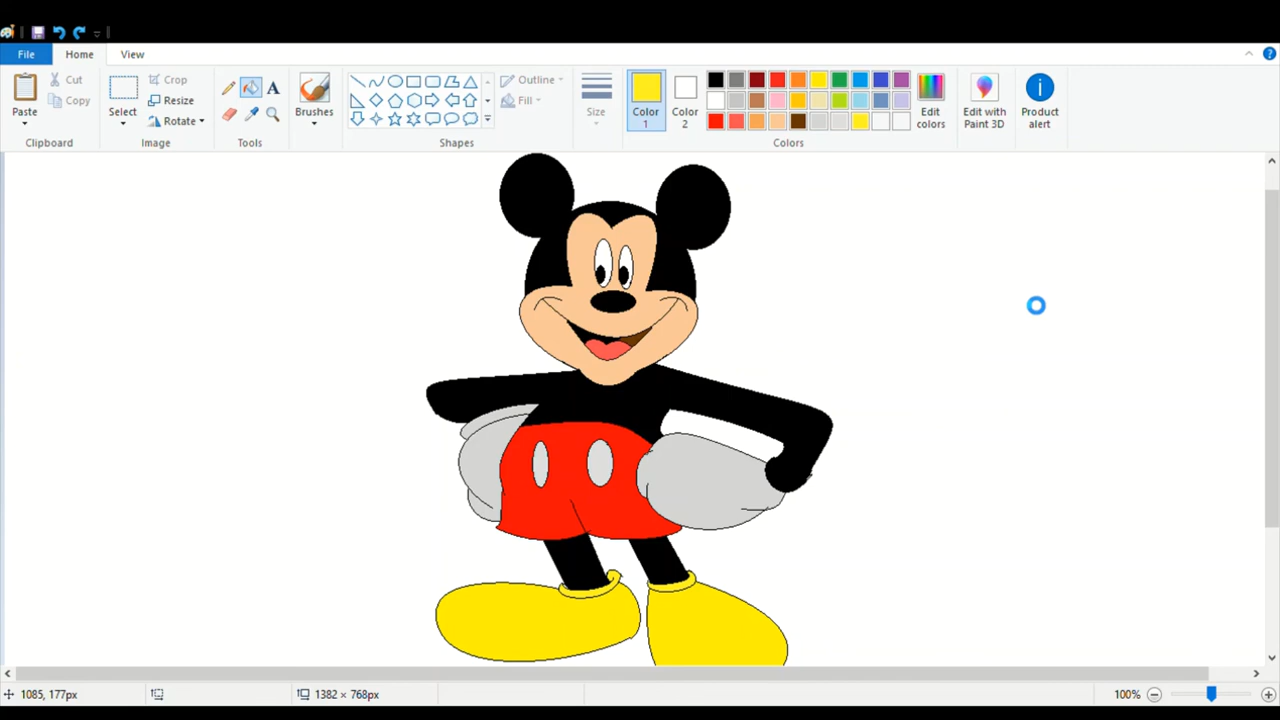 File Home View
Paste Cut Copy
Clipboard
Select Crop Resize Rotate
Image
A
Tools
Brushes
Outline Fill
Shapes
Size
Color 1
Color 2
Edit colors
Colors
Edit with Paint 3D
Product alert
1085, 177px
1382 × 768px
100%